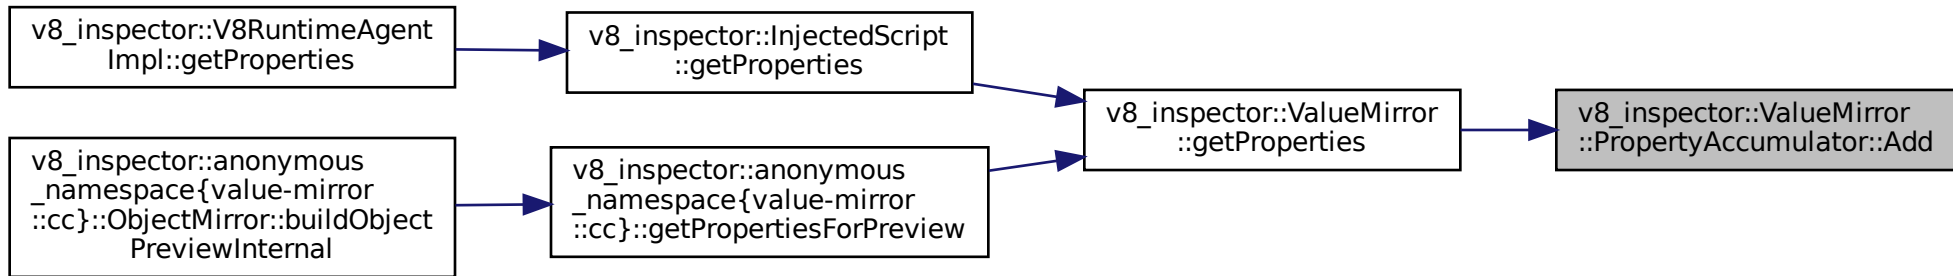 v8_inspector::V8RuntimeAgent
Impl::getProperties
v8_inspector::InjectedScript
::getProperties
v8_inspector::ValueMirror
::getProperties
v8_inspector::ValueMirror
::PropertyAccumulator::Add
v8_inspector::anonymous
_namespace{value-mirror
::cc}::ObjectMirror::buildObject
PreviewInternal
v8_inspector::anonymous
_namespace{value-mirror
::cc}::getPropertiesForPreview